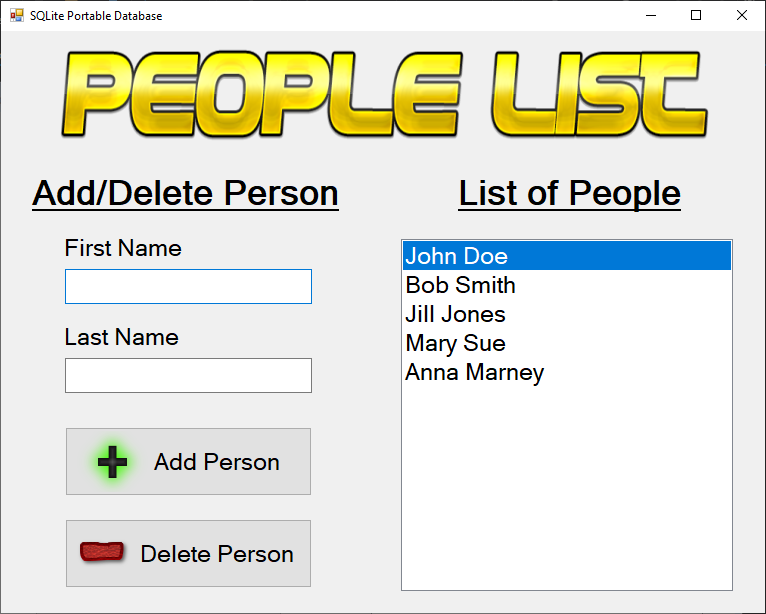 SQLite Portable Database
PEOPLE LIST
Add/Delete Person
First Name
Last Name
Add Person
Delete Person
List of People
John Doe
Bob Smith
Jill Jones
Mary Sue
Anna Marney